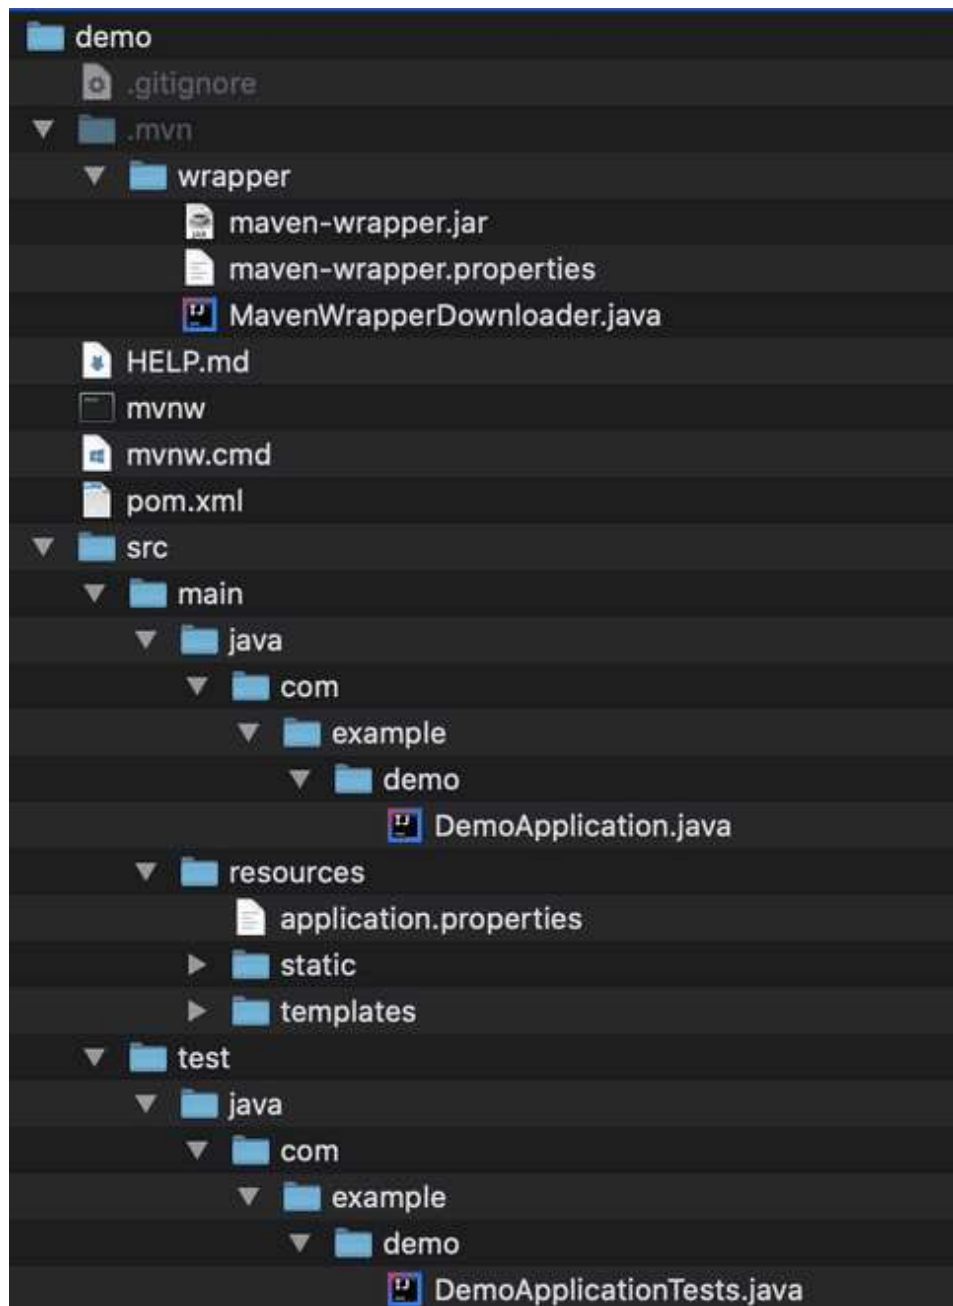 demo
.gitignore
.mvn
wrapper
maven-wrapper.jar
maven-wrapper.properties
MavenWrapperDownloader.java
HELP.md
mvnw
mvnw.cmd
pom.xml
src
main
java
com
example
demo
DemoApplication.java
resources
application.properties
static
templates
test
java
com
example
demo
DemoApplicationTests.java